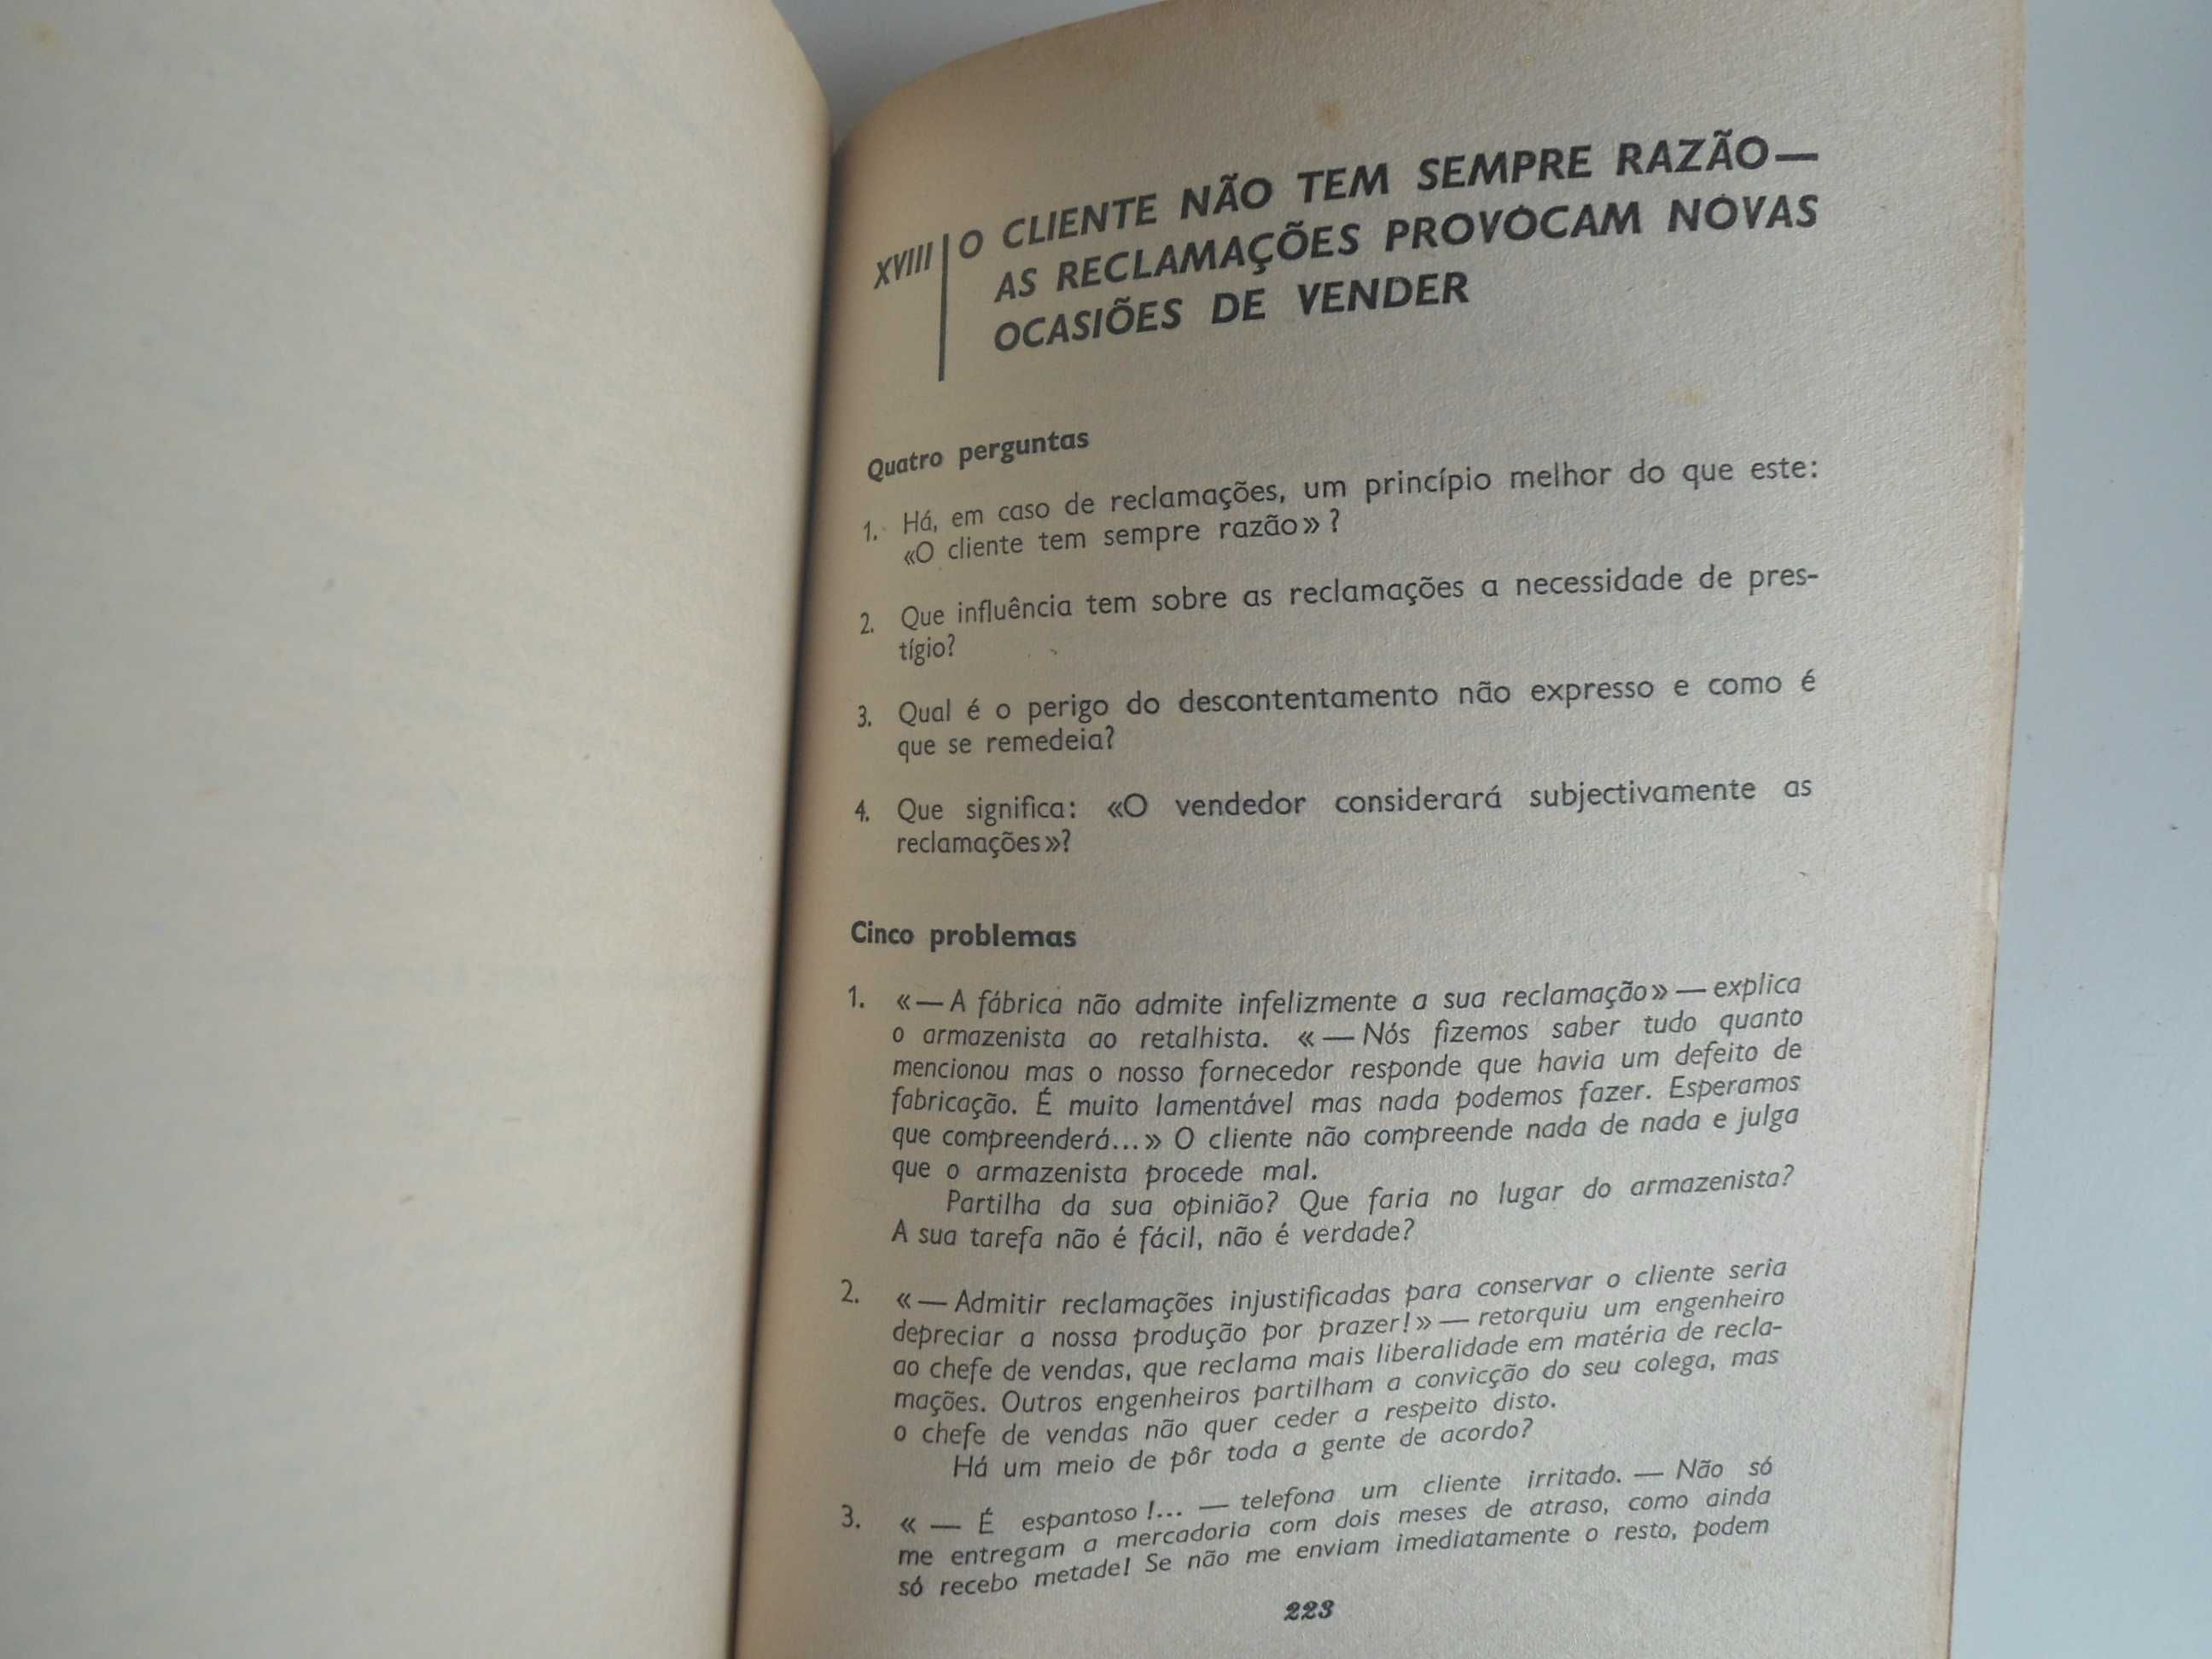 XVIII O CLIENTE NÃO TEM SEMPRE RAZÃO—
AS RECLAMAÇÕES PROVOCAM NOVAS
OCASIÕES DE VENDER
Quatro perguntas
1. Há, em caso de reclamações, um princípio melhor do que este:
«O cliente tem sempre razão»?
2. Que influência tem sobre as reclamações a necessidade de pres-
tígio?
3. Qual é o perigo do descontentamento não expresso e como é
que se remedeia?
4. Que significa: «O vendedor considerará subjectivamente as
reclamações»?
Cinco problemas
1. «—A fábrica não admite infelizmente a sua reclamação»—explica
o armazenista ao retalhista. «—Nós fizemos saber tudo quanto
mencionou mas o nosso fornecedor responde que havia um defeito de
fabricação. É muito lamentável mas nada podemos fazer. Esperamos
que compreenderá...» O cliente não compreende nada de nada e julga
que o armazenista procede mal.
Partilha da sua opinião? Que faria no lugar do armazenista?
A sua tarefa não é fácil, não é verdade?
2. «—Admitir reclamações injustificadas para conservar o cliente seria
depreciar a nossa produção por prazer!»—retorquiu um engenheiro
ao chefe de vendas, que reclama mais liberalidade em matéria de recla-
mações. Outros engenheiros partilham a convicção do seu colega, mas
o chefe de vendas não quer ceder a respeito disto.
Há um meio de pôr toda a gente de acordo?
3. «— É espantoso!... — telefona um cliente irritado. — Não só
me entregam a mercadoria com dois meses de atraso, como ainda
só recebo metade! Se não me enviam imediatamente o resto, podem
223